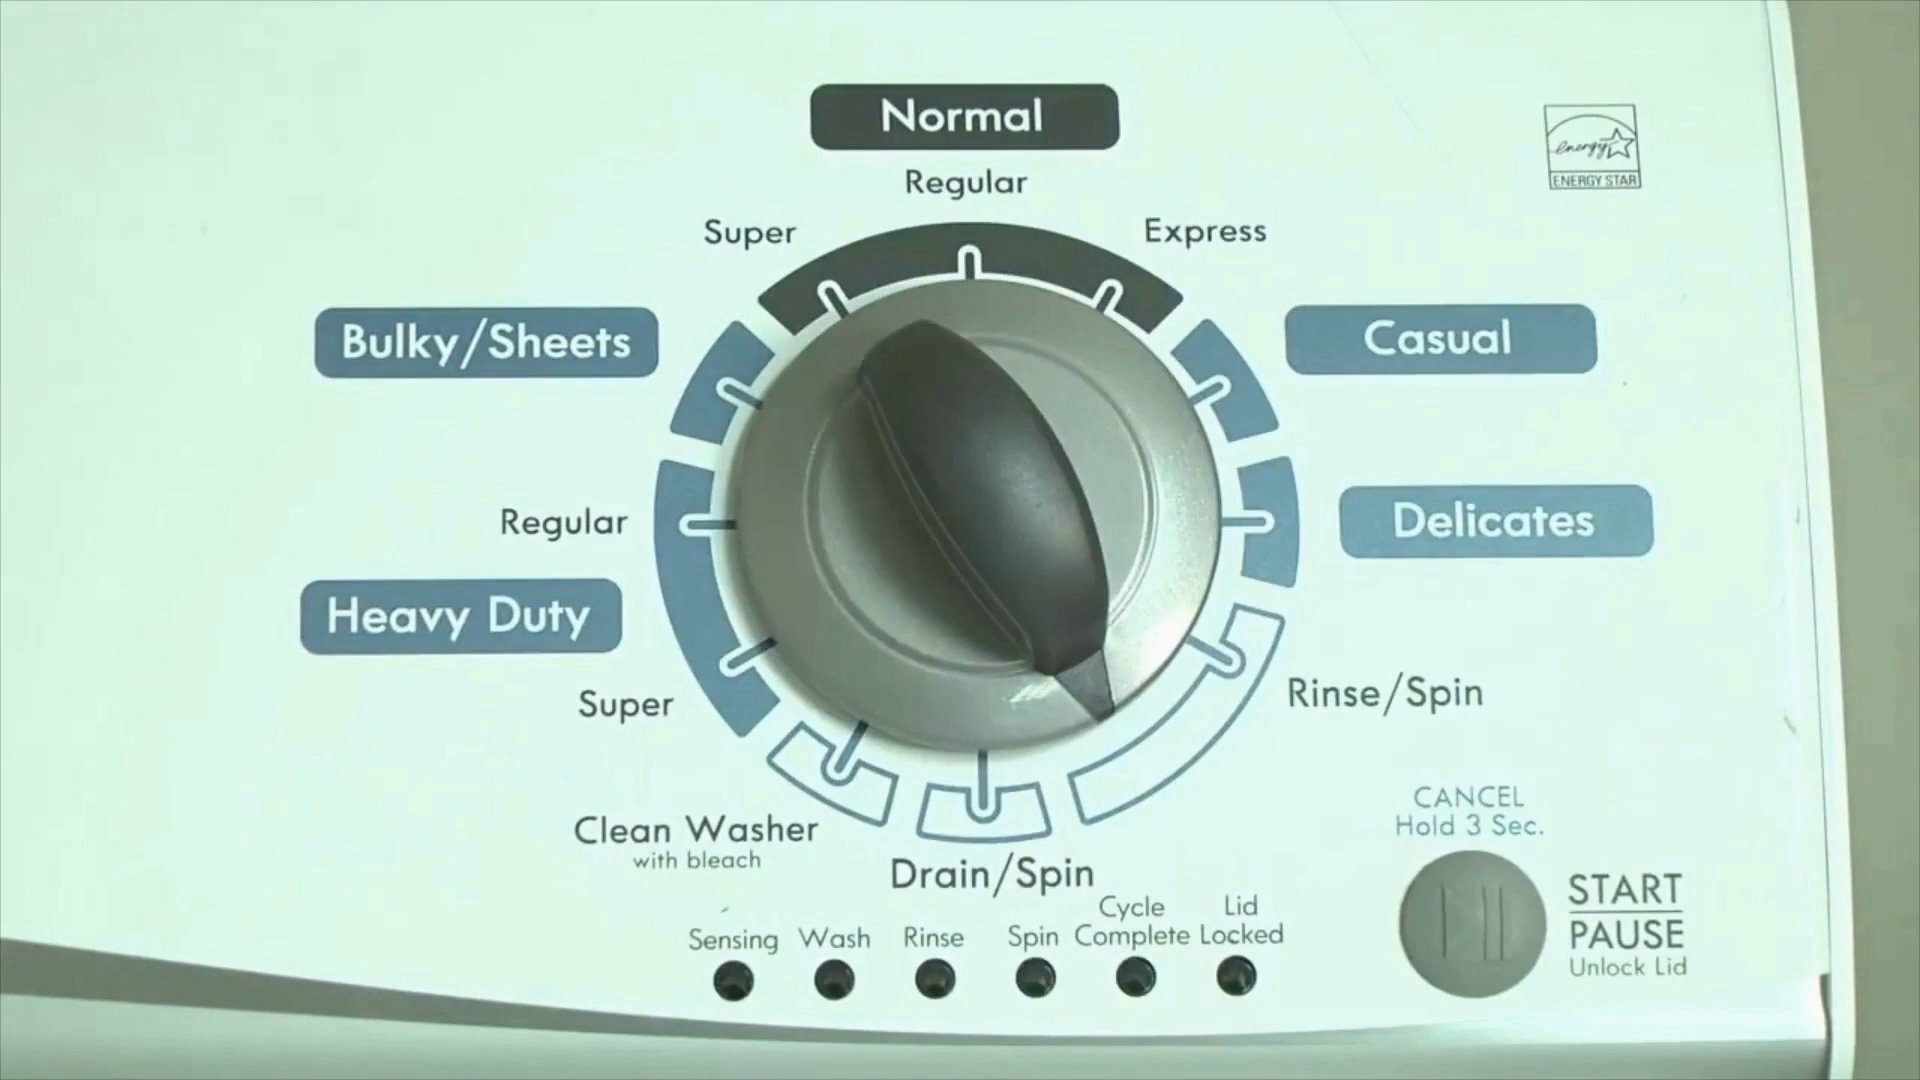 Normal
Regular
Super
Express
energy
ENERGY STAR
Bulky/Sheets
Casual
Regular
Delicates
Heavy Duty
Super
Rinse/Spin
Clean Washer
with bleach
Drain/Spin
CANCEL
Hold 3 Sec.
START
PAUSE
Unlock Lid
Sensing
Wash
Rinse
Spin
Cycle
Complete
Lid
Locked